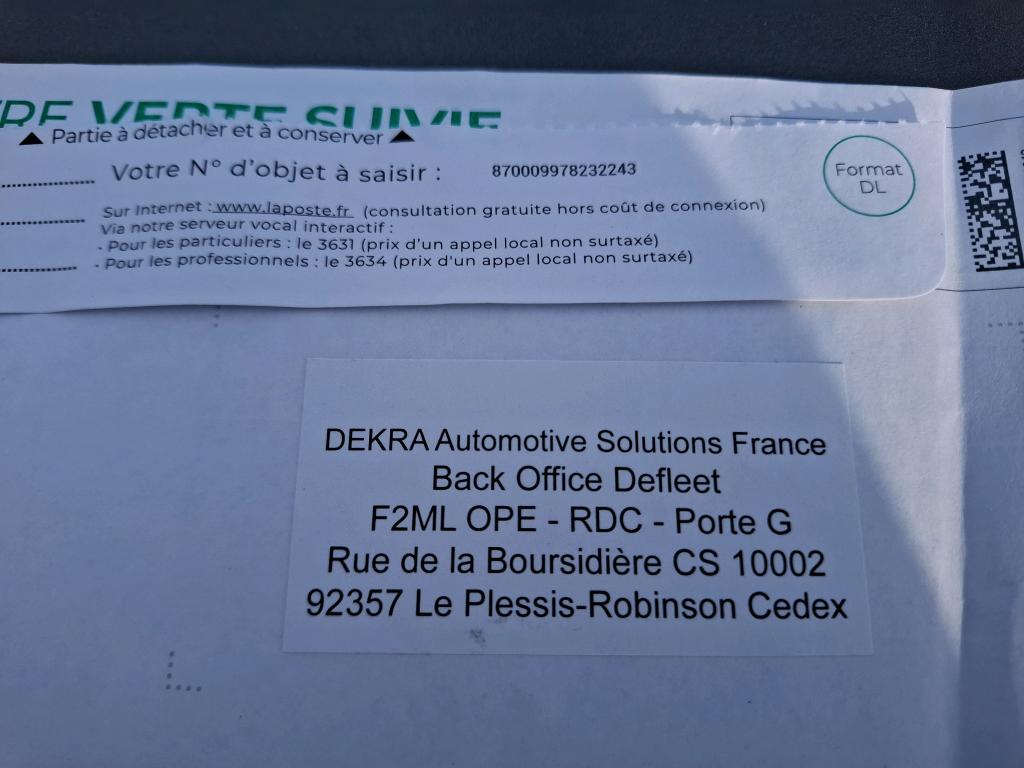 VERTE SUIVIE
Partie à détacher et à conserver
Votre N° d'objet à saisir : 870009978232243
Format
DL
Sur Internet : www.laposte.fr (consultation gratuite hors coût de connexion)
Via notre serveur vocal interactif :
- Pour les particuliers : le 3631 (prix d'un appel local non surtaxé)
- Pour les professionnels : le 3634 (prix d'un appel local non surtaxé)
DEKRA Automotive Solutions France
Back Office Defleet
F2ML OPE - RDC - Porte G
Rue de la Boursidière CS 10002
92357 Le Plessis-Robinson Cedex